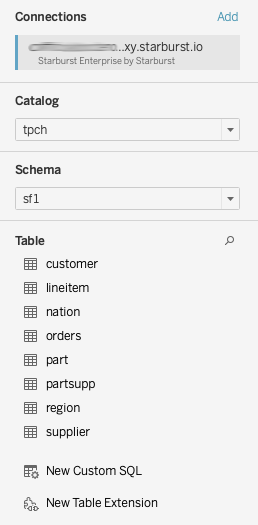 Connections
Add
...xy.starburst.io
Starburst Enterprise by Starburst
Catalog
tpch
Schema
sf1
Table
customer
lineitem
nation
orders
part
partsupp
region
supplier
New Custom SQL
New Table Extension